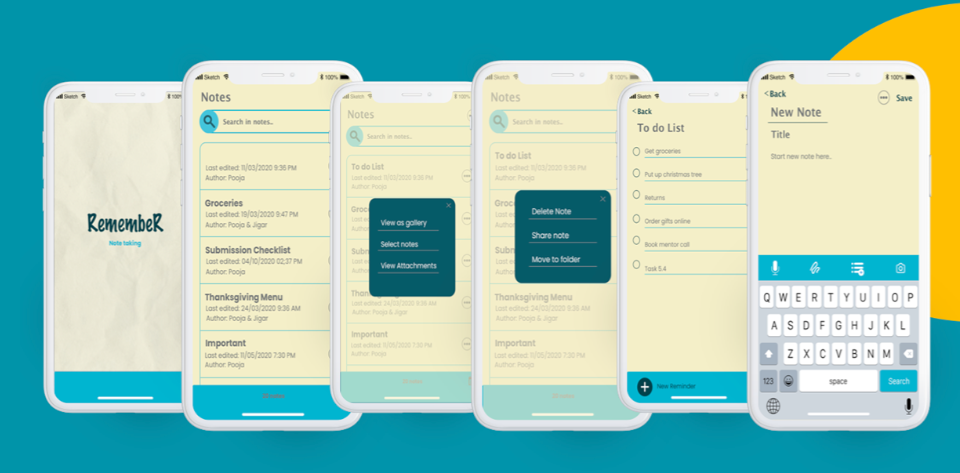 Sketch
100%
RemembeR
Note taking
Sketch
100%
Notes
Search in notes..
Last edited: 11/03/2020 9:36 PM
Author: Pooja
Groceries
Last edited: 19/03/2020 9:47 PM
Author: Pooja
Submission Checklist
Last edited: 04/10/2020 02:37 PM
Author: Pooja
Thanksgiving Menu
Last edited: 24/03/2020 9:36 AM
Author: Pooja & Jigar
Important
Last edited: 11/05/2020 7:30 PM
Author: Pooja
Sketch
100%
Notes
Search in notes..
To do List
Last edited: 11/03/2020 9:36 PM
Author: Pooja
View as gallery
Select notes
View Attachments
Author: Pooja & Jigar
Important
Last edited: 11/05/2020 7:30 PM
Author: Pooja
Sketch
100%
Notes
Search in notes..
To do List
Last edited: 11/03/2020 9:36 PM
Author: Pooja
Delete Note
Share note
Move to folder
Thanksgiving Menu
Last edited: 24/03/2020 9:36 AM
Author: Pooja & Jigar
Important
Last edited: 11/05/2020 7:30 PM
Author: Pooja
Sketch
100%
< Back
To do List
Get groceries
Put up christmas tree
Returns
Order gifts online
Book mentor call
Task 5.4
New Reminder
Sketch
100%
< Back
Save
New Note
Title
Start new note here..
Q W E R T Y U I O P
A S D F G H J K L
Z X C V B N M
123 space Search